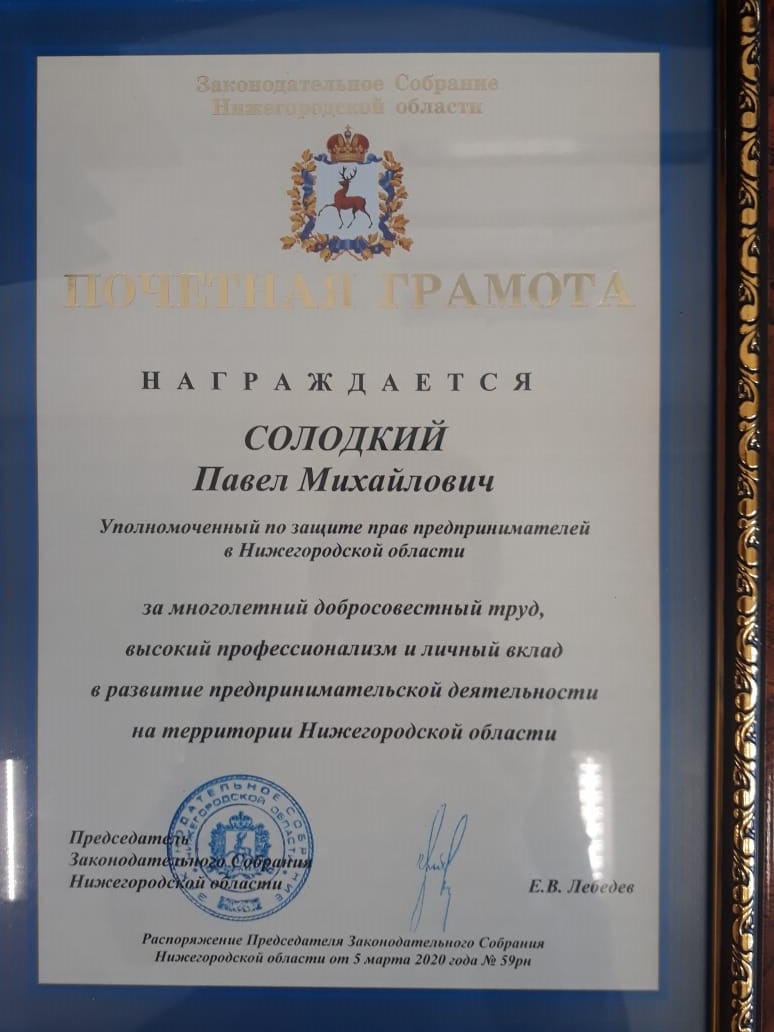 Законодательное Собрание
Нижегородской области
ПОЧЕТНАЯ ГРАМОТА
НАГРАЖДАЕТСЯ
СОЛОДКИЙ
Павел Михайлович
Уполномоченный по защите прав предпринимателей
в Нижегородской области
за многолетний добросовестный труд,
высокий профессионализм и личный вклад
в развитие предпринимательской деятельности
на территории Нижегородской области
Председатель
Законодательного Собрания
Нижегородской области
Е.В. Лебедев
Распоряжение Председателя Законодательного Собрания
Нижегородской области от 5 марта 2020 года № 59рн